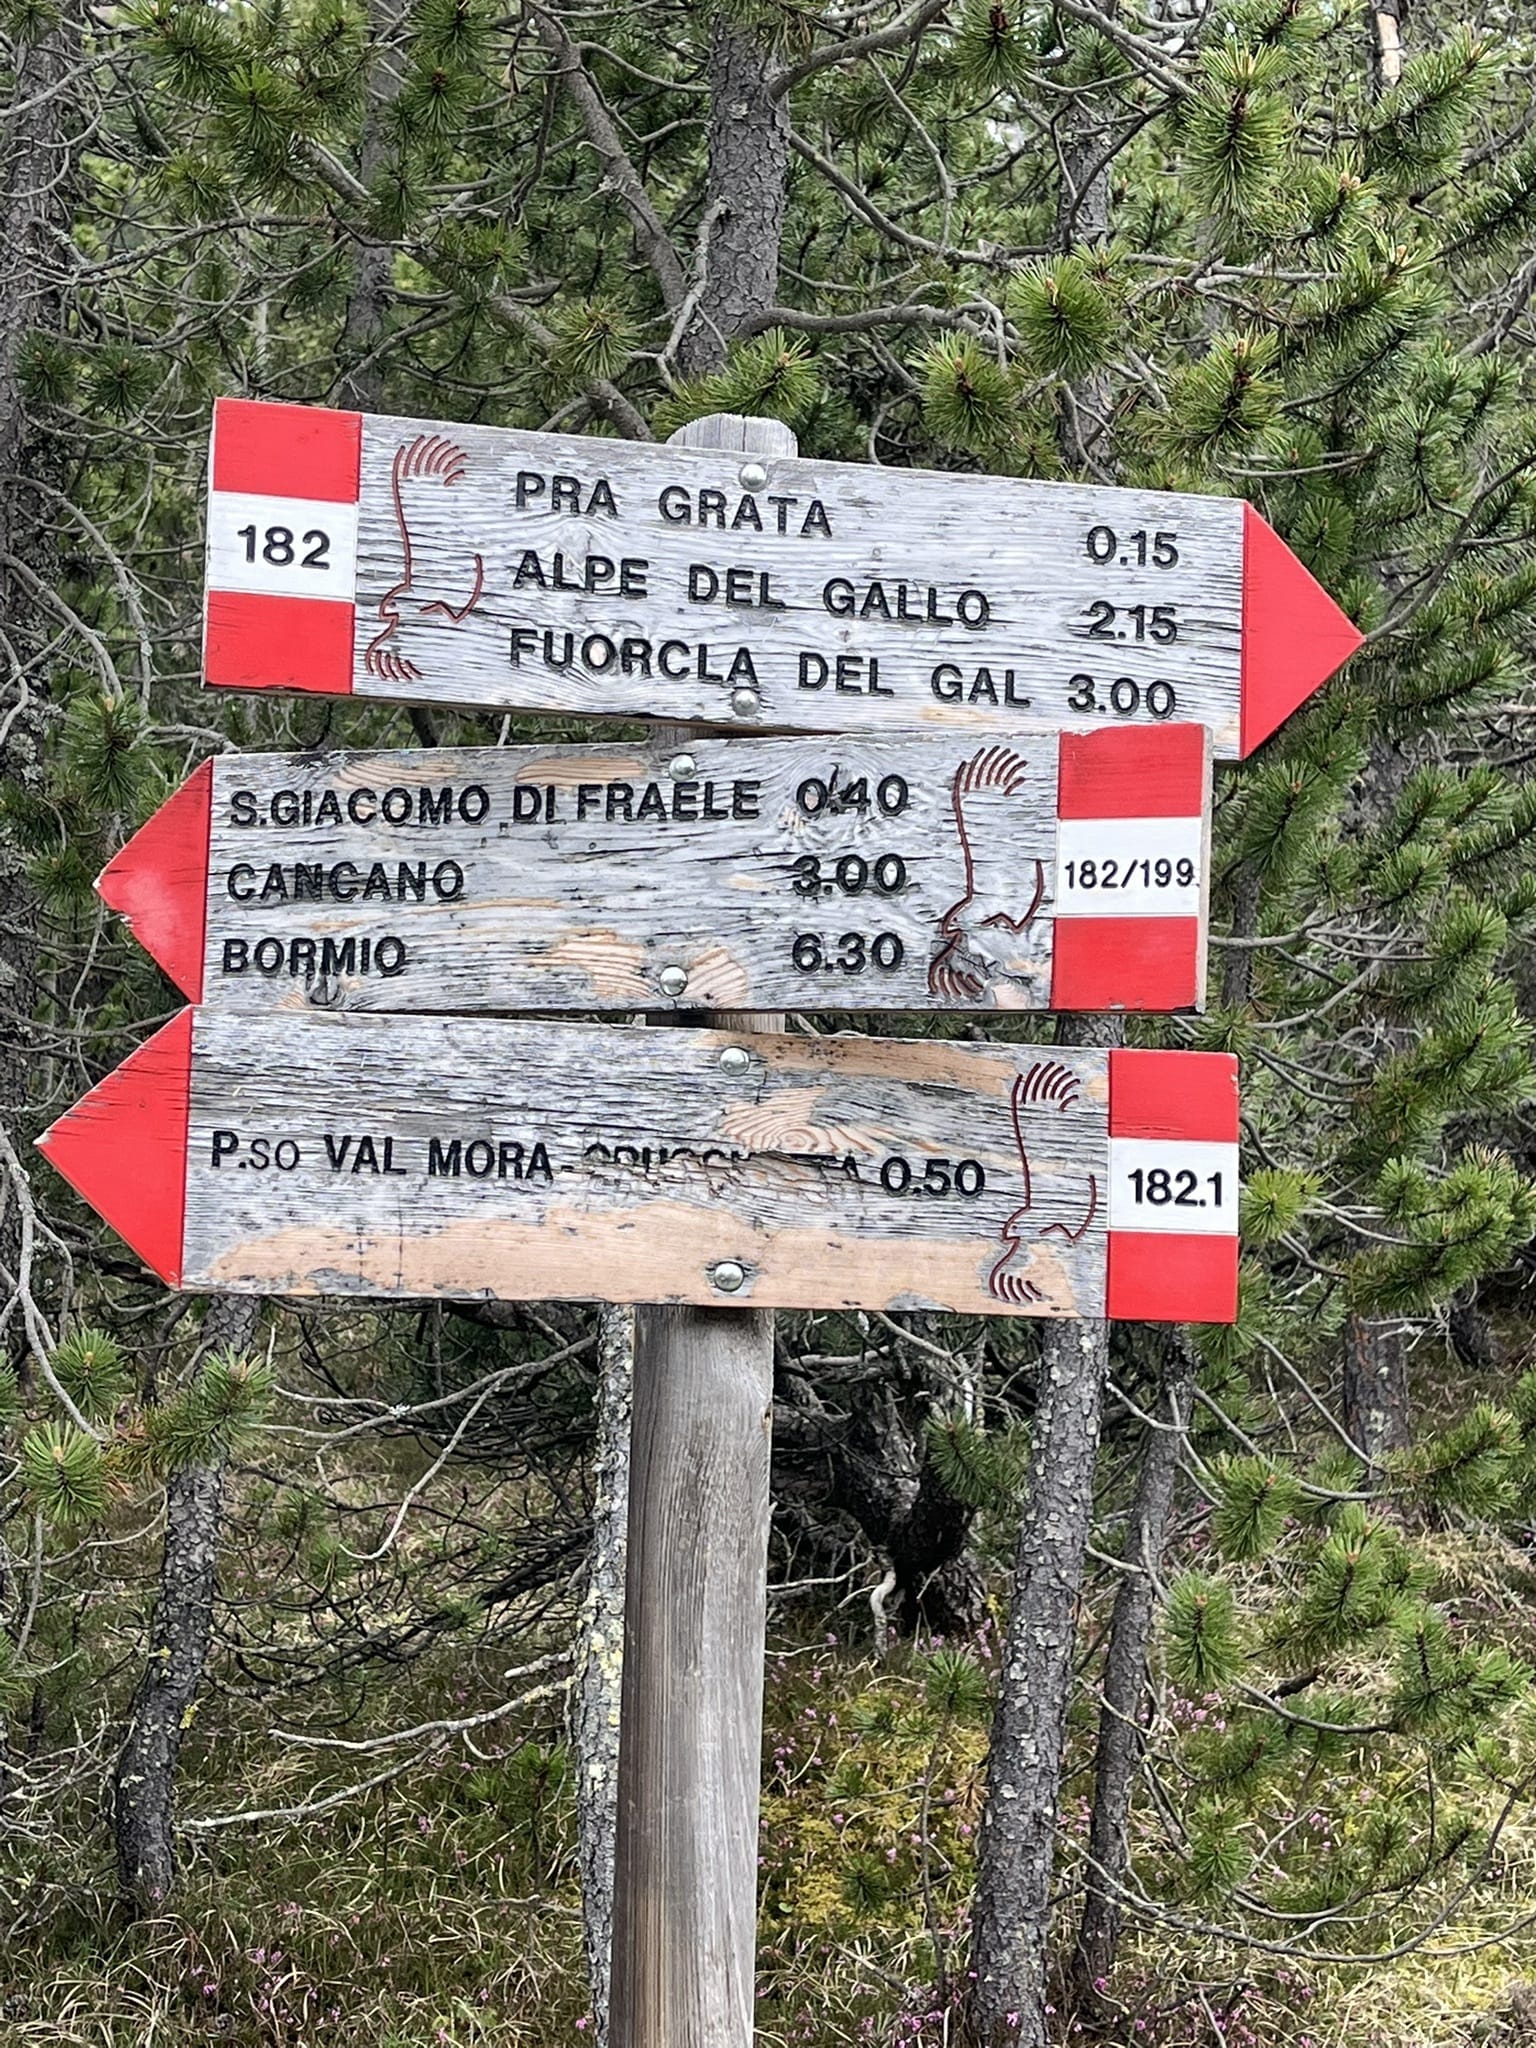 182
PRA GRATA 0.15
ALPE DEL GALLO 2.15
FUORCLA DEL GAL 3.00
S.GIACOMO DI FRAELE 0.40
CANCANO 3.00
BORMIO 6.30
182/199
P.SO VAL MORA - 0.50
182.1